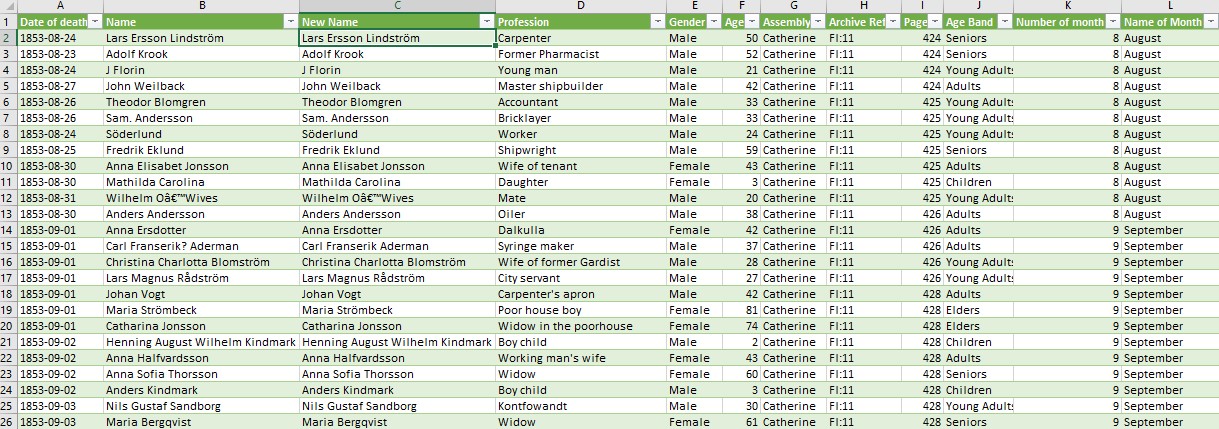 A B C D E F G H I J K L
1 Date of death Name New Name Profession Gender Age Assembly Archive Ref Page Age Band Number of month Name of Month
2 1853-08-24 Lars Ersson Lindström Lars Ersson Lindström Carpenter Male 50 Catherine FI:11 424 Seniors 8 August
3 1853-08-23 Adolf Krook Adolf Krook Former Pharmacist Male 52 Catherine FI:11 424 Seniors 8 August
4 1853-08-24 J Florin J Florin Young man Male 21 Catherine FI:11 424 Young Adults 8 August
5 1853-08-27 John Weilback John Weilback Master shipbuilder Male 42 Catherine FI:11 424 Adults 8 August
6 1853-08-26 Theodor Blomgren Theodor Blomgren Accountant Male 33 Catherine FI:11 425 Young Adults 8 August
7 1853-08-26 Sam. Andersson Sam. Andersson Bricklayer Male 33 Catherine FI:11 425 Young Adults 8 August
8 1853-08-24 Söderlund Söderlund Worker Male 24 Catherine FI:11 425 Young Adults 8 August
9 1853-08-25 Fredrik Eklund Fredrik Eklund Shipwright Male 59 Catherine FI:11 425 Seniors 8 August
10 1853-08-30 Anna Elisabet Jonsson Anna Elisabet Jonsson Wife of tenant Female 43 Catherine FI:11 425 Adults 8 August
11 1853-08-30 Mathilda Carolina Mathilda Carolina Daughter Female 3 Catherine FI:11 425 Children 8 August
12 1853-08-31 Wilhelm Oâ€™Wives Wilhelm Oâ€™Wives Mate Male 20 Catherine FI:11 425 Young Adults 8 August
13 1853-08-30 Anders Andersson Anders Andersson Oiler Male 38 Catherine FI:11 426 Adults 8 August
14 1853-09-01 Anna Ersdotter Anna Ersdotter Dalkulla Female 42 Catherine FI:11 426 Adults 9 September
15 1853-09-01 Carl Franserik? Aderman Carl Franserik Aderman Syringe maker Male 37 Catherine FI:11 426 Adults 9 September
16 1853-09-01 Christina Charlotta Blomström Christina Charlotta Blomström Wife of former Gardist Male 28 Catherine FI:11 426 Young Adults 9 September
17 1853-09-01 Lars Magnus Rådström Lars Magnus Rådström City servant Male 27 Catherine FI:11 426 Young Adults 9 September
18 1853-09-01 Johan Vogt Johan Vogt Carpenter's apron Male 42 Catherine FI:11 428 Adults 9 September
19 1853-09-01 Maria Strömbeck Maria Strömbeck Poor house boy Female 81 Catherine FI:11 428 Elders 9 September
20 1853-09-01 Catharina Jonsson Catharina Jonsson Widow in the poorhouse Female 74 Catherine FI:11 428 Elders 9 September
21 1853-09-02 Henning August Wilhelm Kindmark Henning August Wilhelm Kindmark Boy child Male 2 Catherine FI:11 428 Children 9 September
22 1853-09-02 Anna Halfvardsson Anna Halfvardsson Working man's wife Female 43 Catherine FI:11 428 Adults 9 September
23 1853-09-02 Anna Sofia Thorsson Anna Sofia Thorsson Widow Female 60 Catherine FI:11 428 Seniors 9 September
24 1853-09-02 Anders Kindmark Anders Kindmark Boy child Male 3 Catherine FI:11 428 Children 9 September
25 1853-09-03 Nils Gustaf Sandborg Nils Gustaf Sandborg Kontfowandt Male 30 Catherine FI:11 428 Young Adults 9 September
26 1853-09-03 Maria Bergqvist Maria Bergqvist Widow Female 61 Catherine FI:11 428 Seniors 9 September